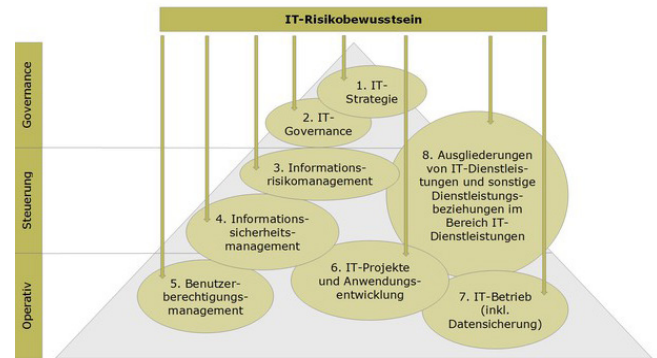 IT-Risikobewusstsein
Governance
Steuerung
Operativ
1. IT-
Strategie
2. IT-
Governance
3. Informations-
risikomanagement
4. Informations-
sicherheits-
management
5. Benutzer-
berechtigungs-
management
6. IT-Projekte
und Anwendungs-
entwicklung
7. IT-Betrieb
(inkl.
Datensicherung)
8. Ausgliederungen
von IT-Dienstleis-
tungen und sonstige
Dienstleistungs-
beziehungen im
Bereich IT-
Dienstleistungen